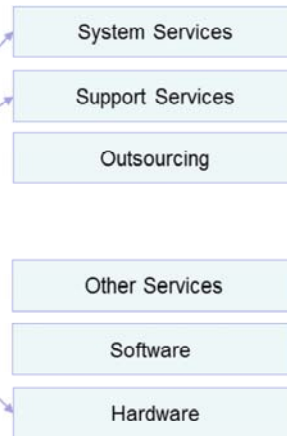 System Services
Support Services
Outsourcing
Other Services
Software
Hardware